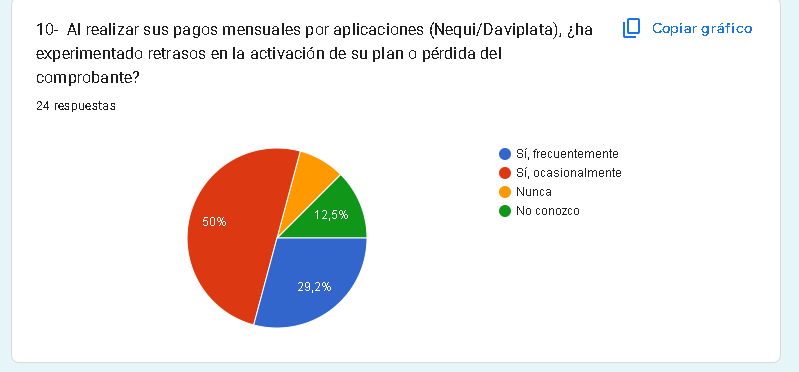 10-  Al realizar sus pagos mensuales por aplicaciones (Nequi/Daviplata), ¿ha
experimentado retrasos en la activación de su plan o pérdida del
comprobante?
Copiar gráfico
24 respuestas
Sí, frecuentemente
Sí, ocasionalmente
Nunca
No conozco
50%
12,5%
29,2%